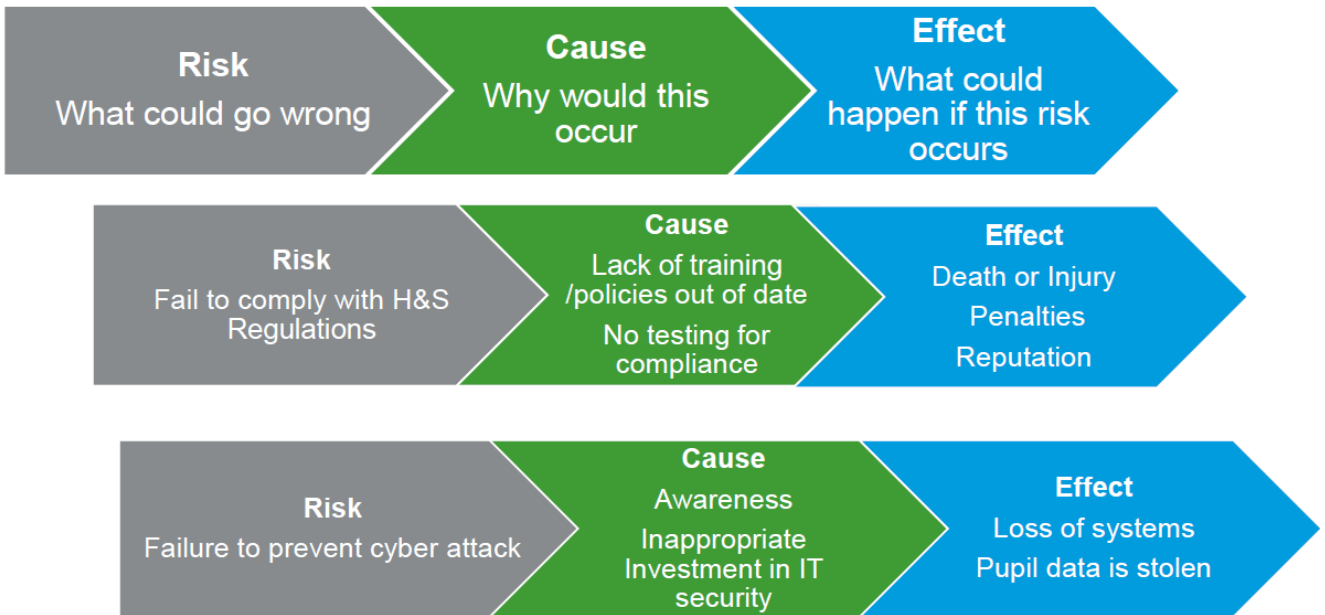 Risk
What could go wrong
Cause
Why would this
occur
Effect
What could
happen if this risk
occurs
Risk
Fail to comply with H&S
Regulations
Cause
Lack of training
/policies out of date
No testing for
compliance
Effect
Death or Injury
Penalties
Reputation
Risk
Failure to prevent cyber attack
Cause
Awareness
Inappropriate
Investment in IT
security
Effect
Loss of systems
Pupil data is stolen